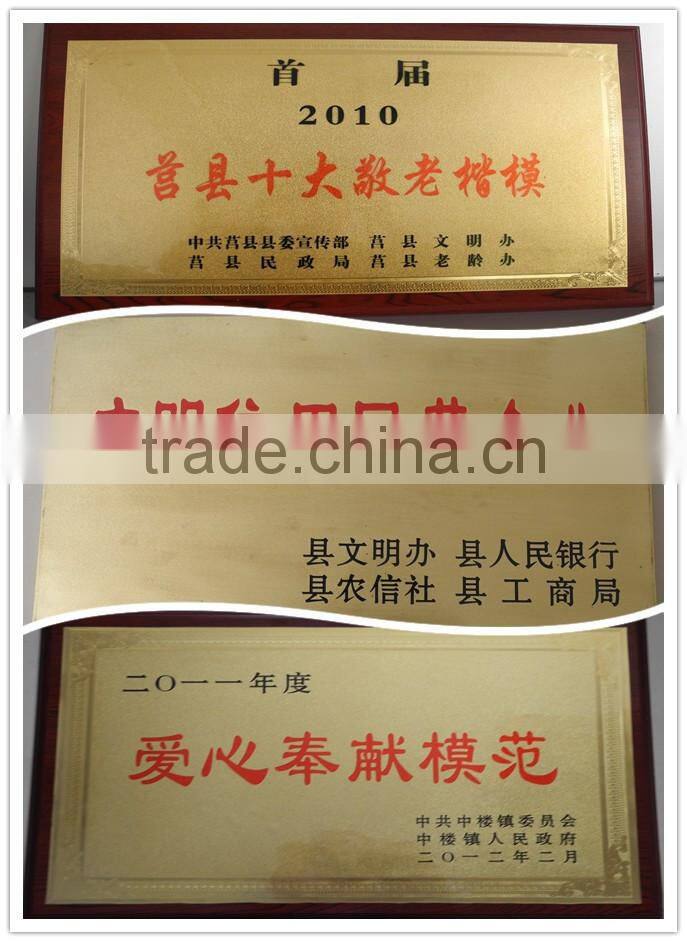 首届
2010
莒县十大敬老楷模
中共莒县县委宣传部 莒县文明办
莒县民政局 莒县老龄办
trade.china.cn
县文明办 县人民银行
县农信社 县工商局
二〇一一年度
爱心奉献模范
中共中楼镇委员会
中楼镇人民政府
二〇一二年二月